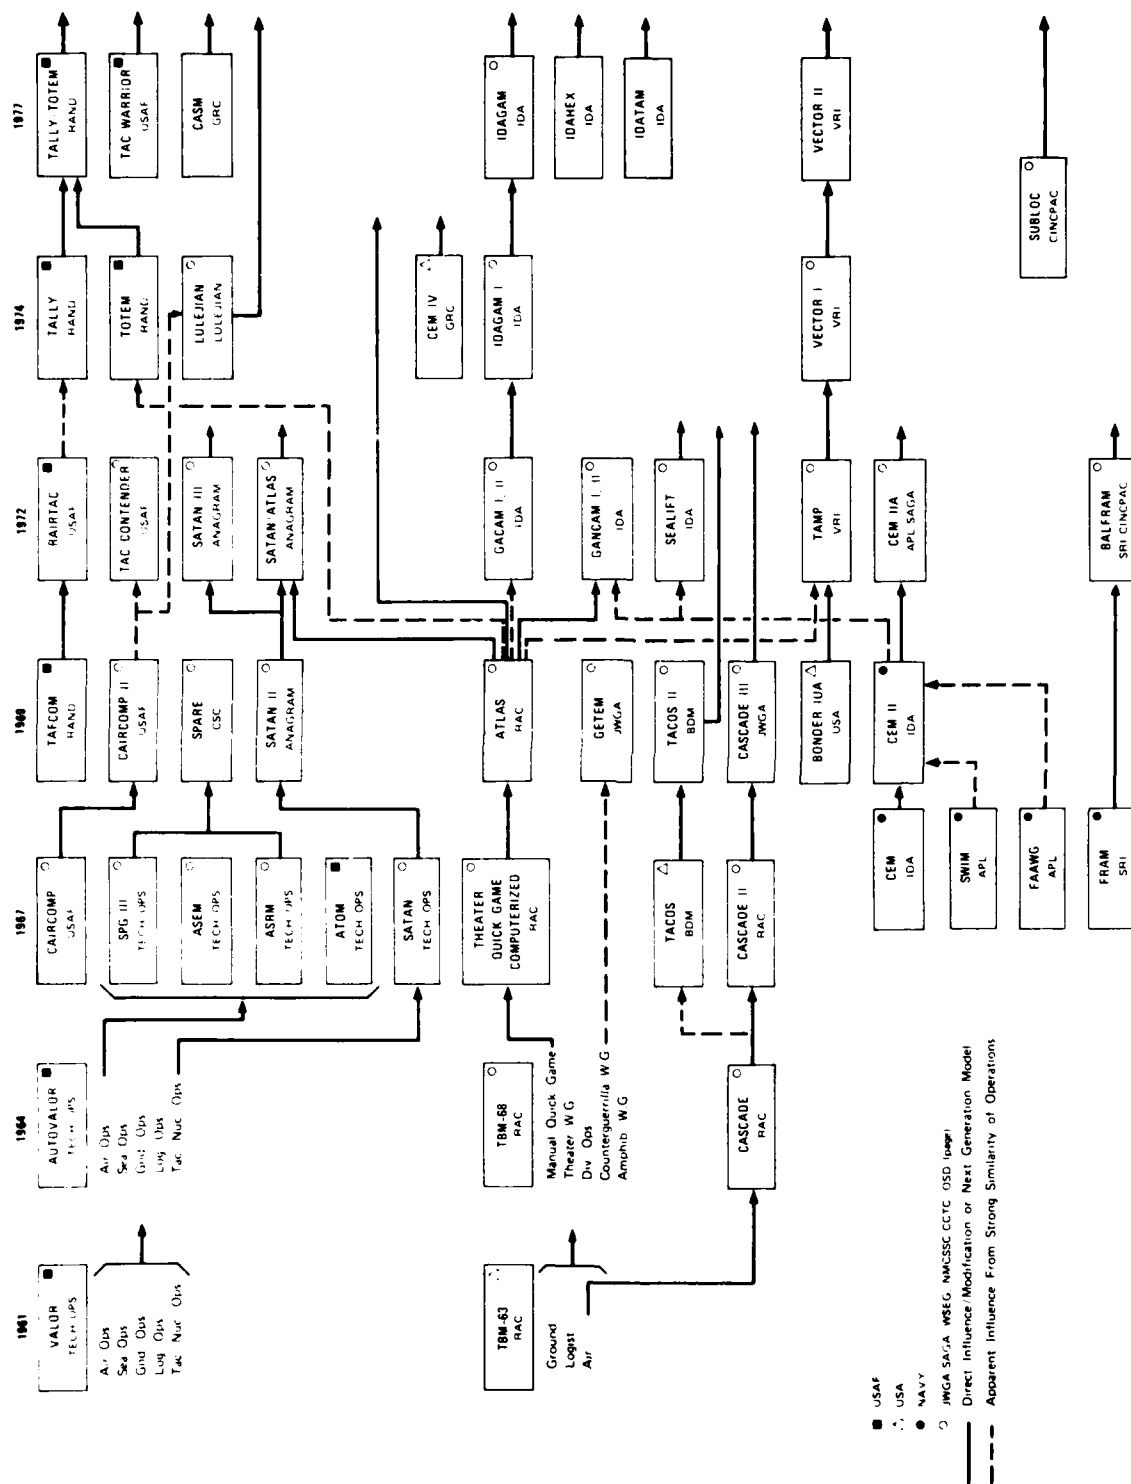 1961
1964
1967
1969
1972
1974
1977
VALOR
TECH OPS
Air Ops
Sea Ops
Gnd Ops
Log Ops
Tac Nuc Ops
AUTOVALOR
TECH OPS
Air Ops
Sea Ops
Gnd Ops
Log Ops
Tac Nuc Ops
CAIRCOMP
USAF
SPG III
TECH OPS
ASEM
TECH OPS
ASRM
TECH OPS
ATOM
TECH OPS
SATAN
TECH OPS
TAFCOM
RAND
CAIRCOMP II
USAF
SPARE
CSC
SATAN II
ANAGRAM
RAIRTAC
USAF
TAC CONTENDER
USAF
SATAN III
ANAGRAM
SATAN/ATLAS
ANAGRAM
TALLY
RAND
TOTEM
RAND
LULEJIAN
LULEJIAN
TALLY/TOTEM
RAND
TAC WARRIOR
USAF
CASM
GRC
TBM-63
RAC
Ground
Logist
Air
TBM-68
RAC
Manual Quick Game
Theater W G
Div Ops
Counterguerrilla W G
Amphib W G
THEATER
QUICK GAME
COMPUTERIZED
RAC
ATLAS
RAC
GETEM
JWGA
GACAM I, II
IDA
GANCAM I, II
IDA
SEALIFT
IDA
CEM IV
GRC
IDAGAM I
IDA
IDAGAM
IDA
IDAHEX
IDA
IDATAM
IDA
CASCADE
RAC
TACOS
BDM
CASCADE II
RAC
TACOS II
BDM
CASCADE III
JWGA
BONDER IUA
USA
TAMP
VRI
VECTOR I
VRI
VECTOR II
VRI
CEM
IDA
SWIM
APL
FAAWG
APL
CEM II
IDA
CEM IIA
APL SAGA
FRAM
SRI
BALFRAM
SRI CINCPAC
SUBLOC
CINCPAC
USAF
USA
NAVY
JWGA SAGA WSEG, NMCSSC CCTC OSD (page)
Direct Influence/Modification or Next Generation Model
Apparent Influence From Strong Similarity of Operations